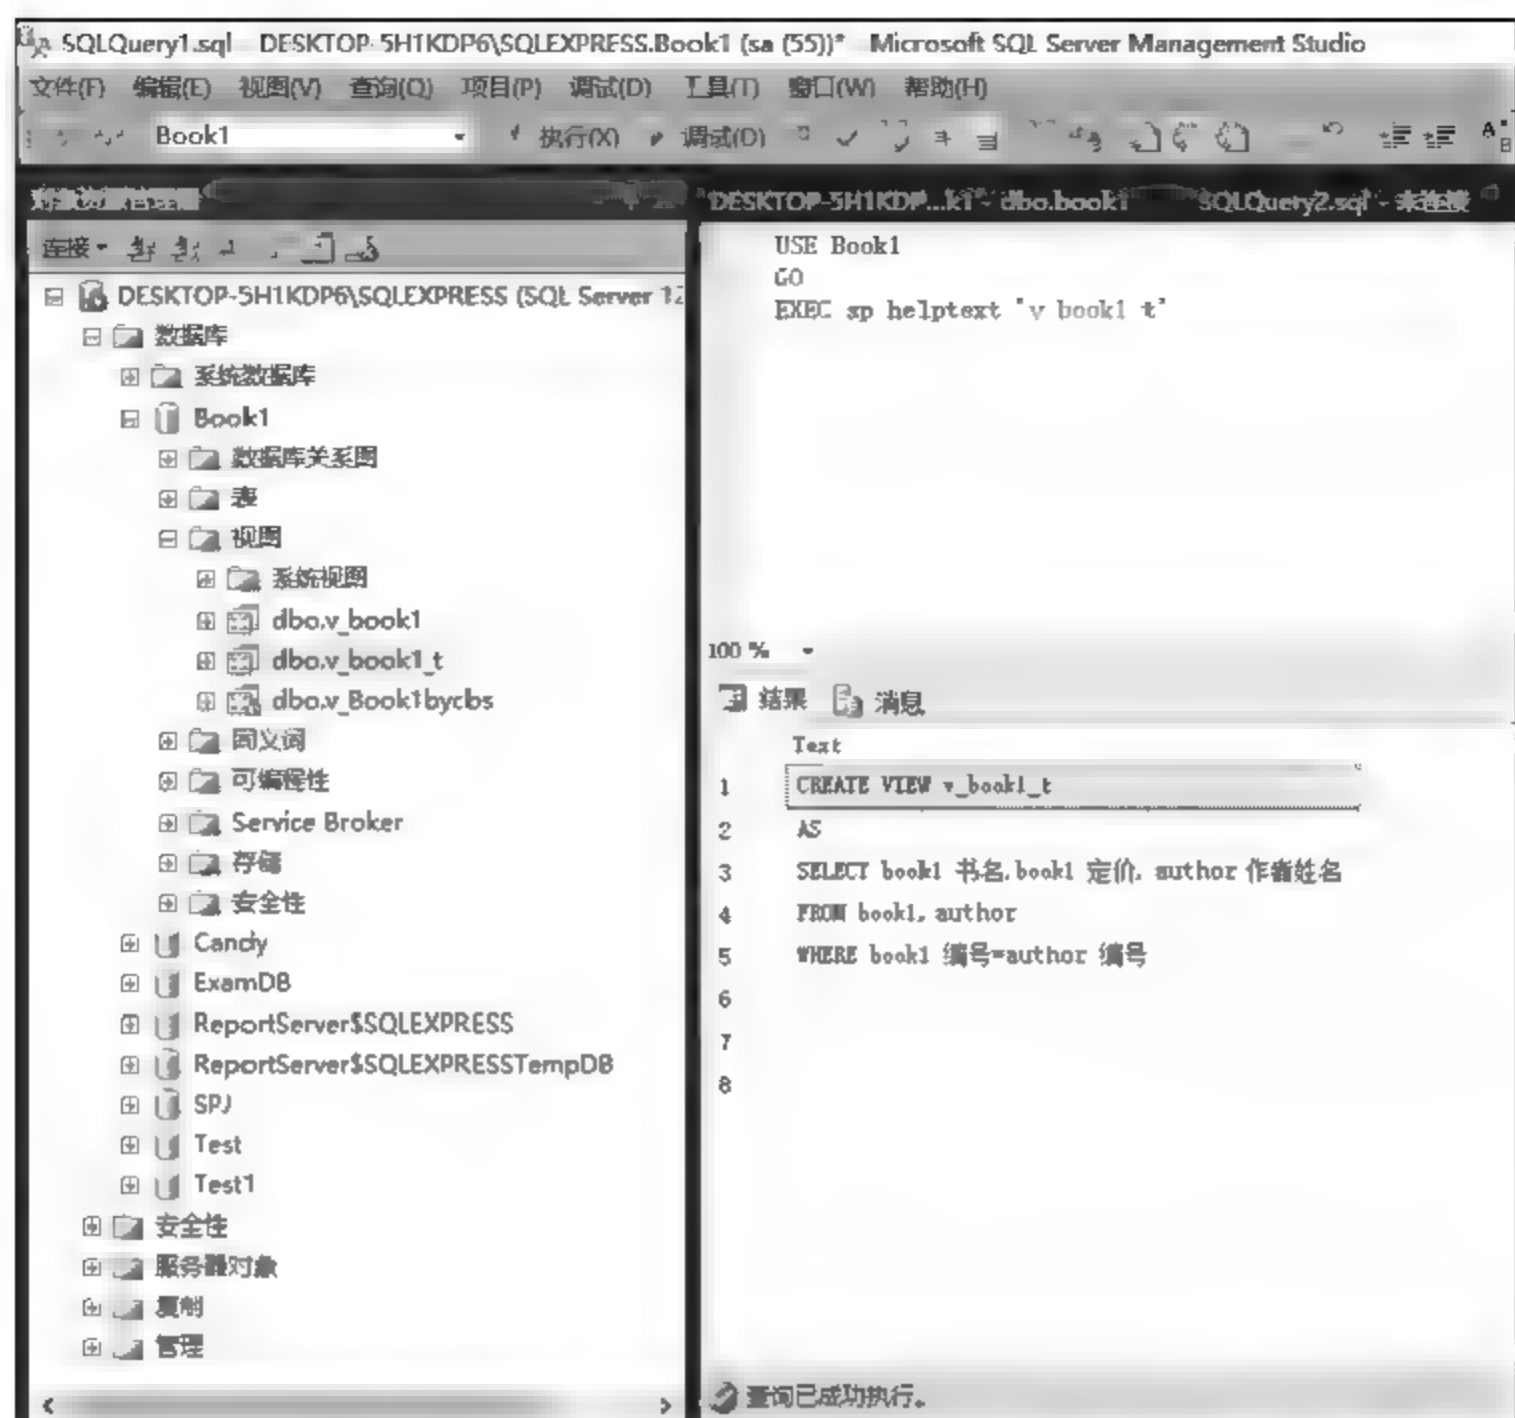 SQLQuery1.sql DESKTOP-5H1KDP6\SQLEXPRESS.Book1 (sa (55))* Microsoft SQL Server Management Studio
文件(F) 编辑(E) 视图(V) 查询(Q) 项目(P) 调试(D) 工具(T) 窗口(W) 帮助(H)
Book1 执行(X) 调试(D)
DESKTOP-5H1KDP...k1 - dbo.book1 SQLQuery2.sql - 未连接
连接
DESKTOP-5H1KDP6\SQLEXPRESS (SQL Server 12
数据库
系统数据库
Book1
数据库关系图
表
视图
系统视图
dbo.v_book1
dbo.v_book1_t
dbo.v_Book1bycbs
同义词
可编程性
Service Broker
存储
安全性
Candy
ExamDB
ReportServer$SQLEXPRESS
ReportServer$SQLEXPRESSTempDB
SPJ
Test
Test1
安全性
服务器对象
复制
管理
USE Book1
GO
EXEC sp helptext 'v book1 t'
100 %
结果 消息
Text
1 CREATE VIEW v_book1_t
2 AS
3 SELECT book1 书名,book1 定价, author 作者姓名
4 FROM book1, author
5 WHERE book1 编号=author 编号
6
7
8
查询已成功执行。